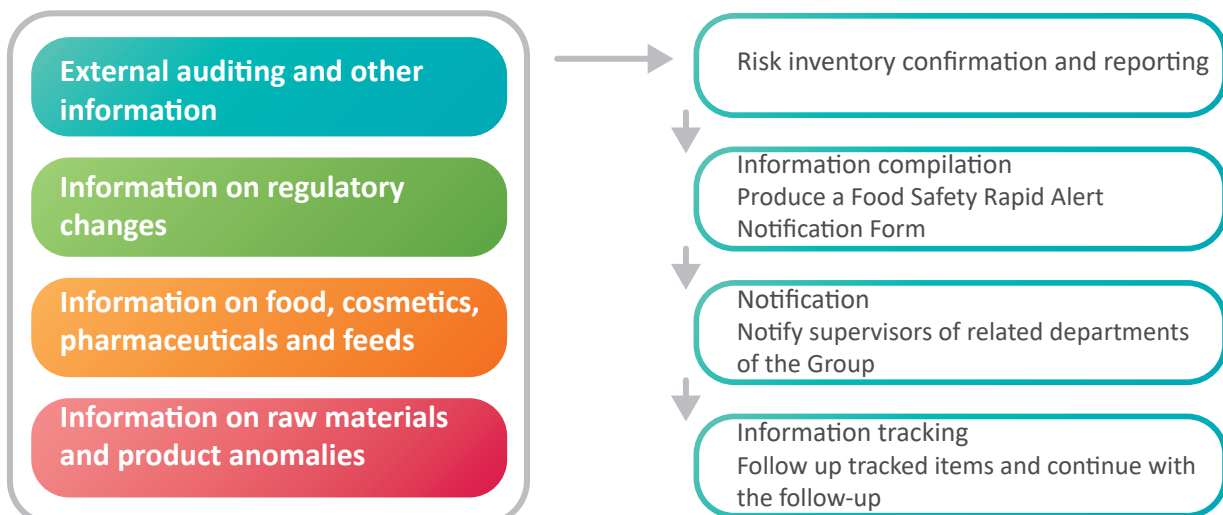 External auditing and other
information
Information on regulatory
changes
Information on food, cosmetics,
pharmaceuticals and feeds
Information on raw materials
and product anomalies
Risk inventory confirmation and reporting
Information compilation
Produce a Food Safety Rapid Alert
Notification Form
Notification
Notify supervisors of related departments
of the Group
Information tracking
Follow up tracked items and continue with
the follow-up